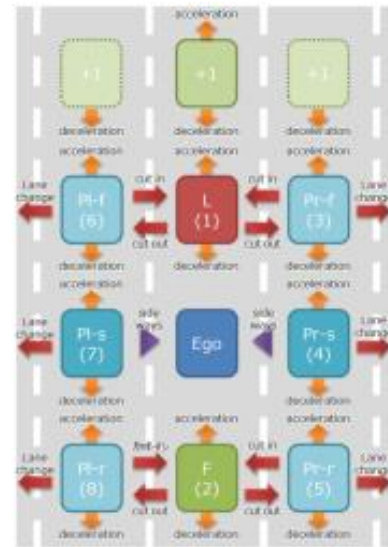 acceleration
+1 +1 +1
deceleration deceleration deceleration
acceleration acceleration acceleration
Lane change cut in cut in Lane change
Pl-f (6) L (1) Pr-f (3)
cut out cut out
deceleration deceleration deceleration
acceleration acceleration
Lane change side ways side ways Lane change
Pl-s (7) Ego Pr-s (4)
deceleration deceleration
acceleration acceleration acceleration
Lane change cut in Lane change
Pl-r (8) F (2) Pr-r (5)
cut out cut out
deceleration deceleration deceleration